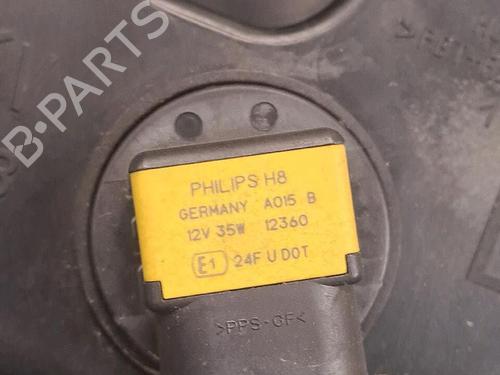 B-PARTS
PHILIPS H8
GERMANY A015 B
12V 35W 12360
E1 24F U DOT
>PPS-GF<